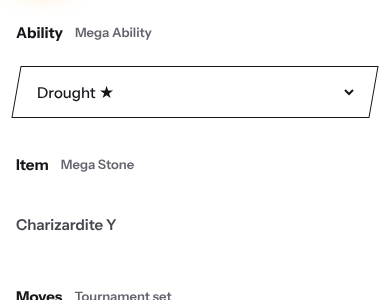 Ability Mega Ability
Drought ★
Item Mega Stone
Charizardite Y
Moves Tournament set